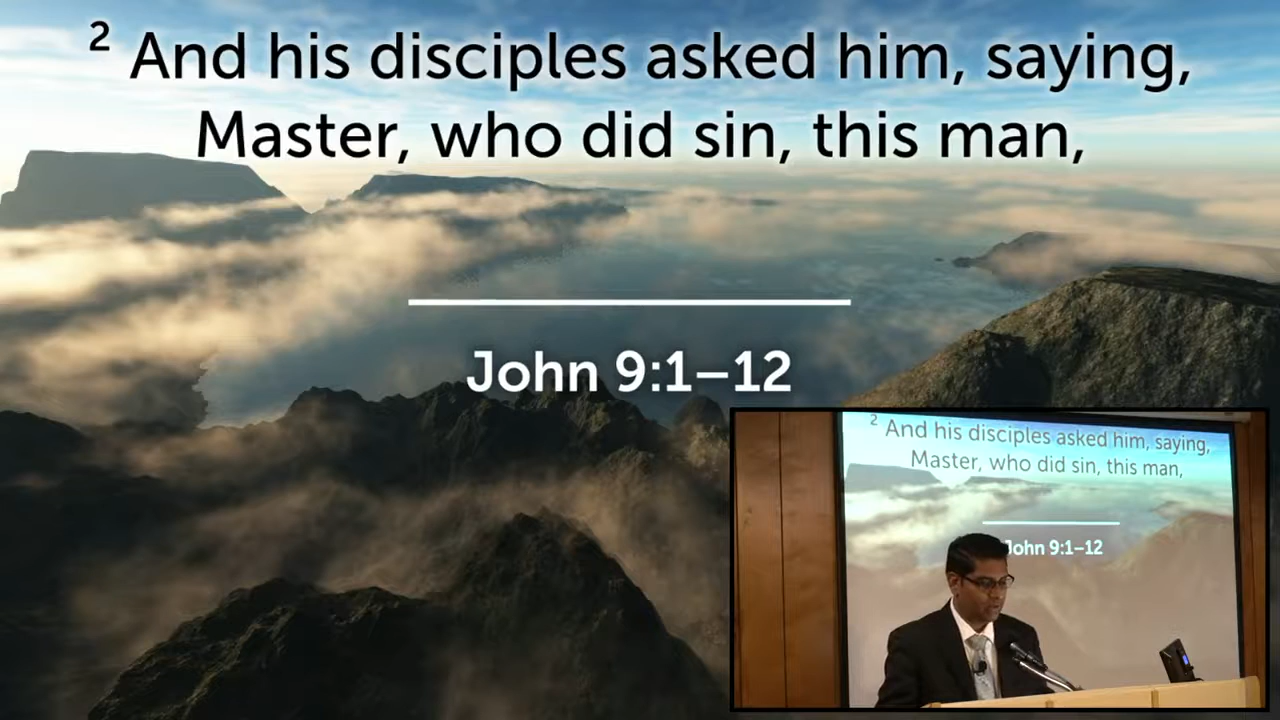 2 And his disciples asked him, saying,
Master, who did sin, this man,
John 9:1–12
2 And his disciples asked him, saying,
Master, who did sin, this man,
John 9:1–12